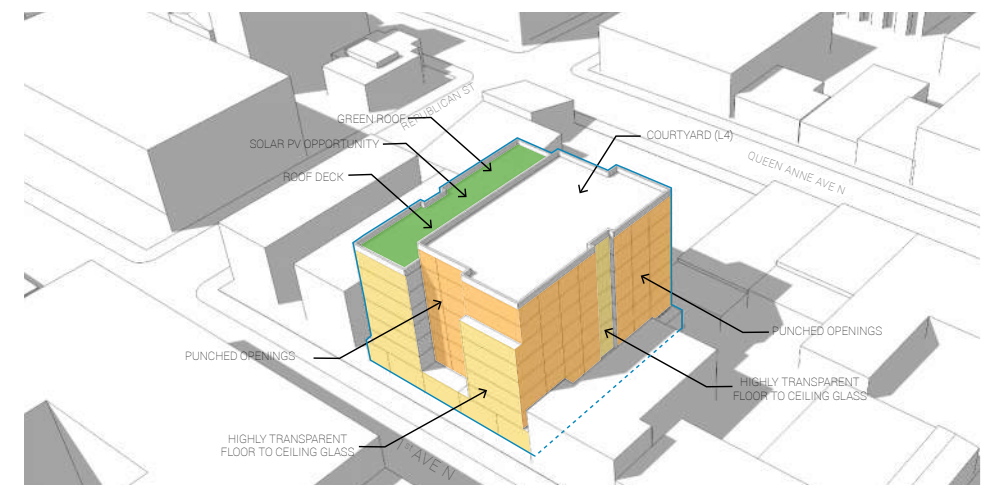 REPUBLICAN ST
GREEN ROOF
COURTYARD (L4)
SOLAR PV OPPORTUNITY
QUEEN ANNE AVE N
ROOF DECK
PUNCHED OPENINGS
PUNCHED OPENINGS
HIGHLY TRANSPARENT
FLOOR TO CEILING GLASS
HIGHLY TRANSPARENT
FLOOR TO CEILING GLASS
1ST AVE N